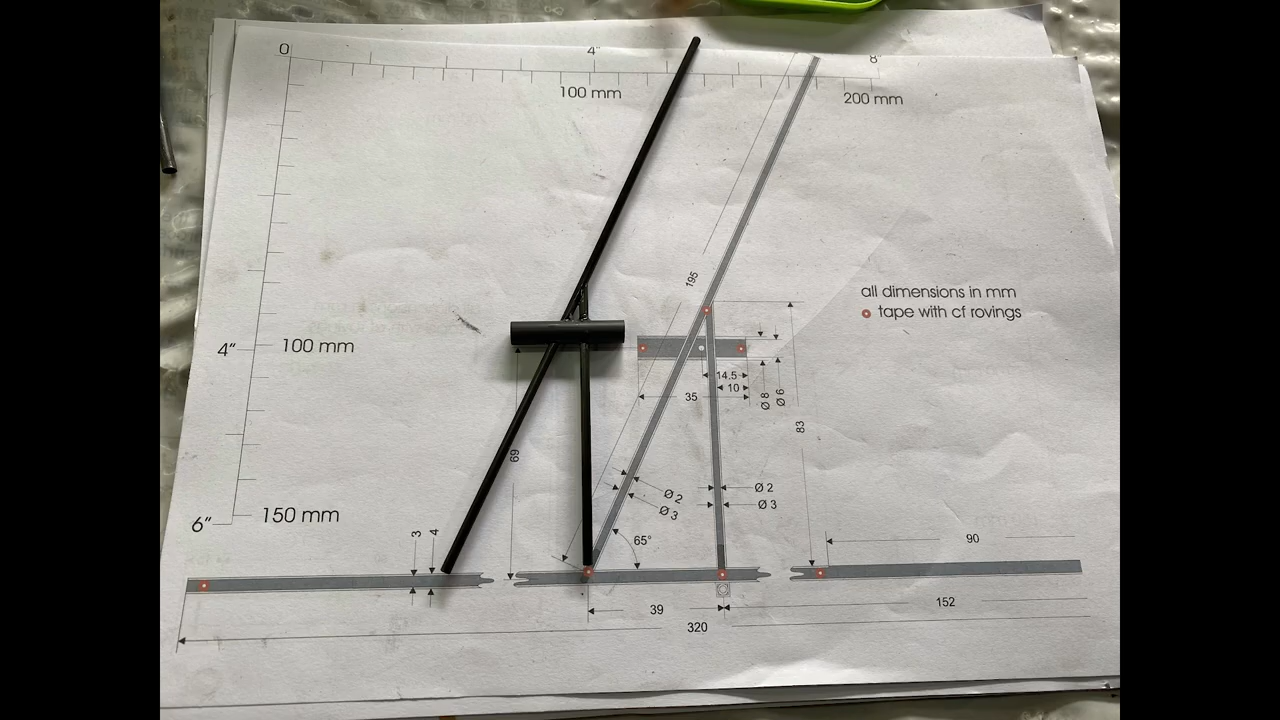 0
4"
8
100 mm
200 mm
195
all dimensions in mm
tape with cf rovings
4"
100 mm
14.5
10
35
Ø 8
Ø 6
83
69
Ø 2
Ø 3
Ø 2
Ø 3
6"
150 mm
3
4
65°
90
39
152
320